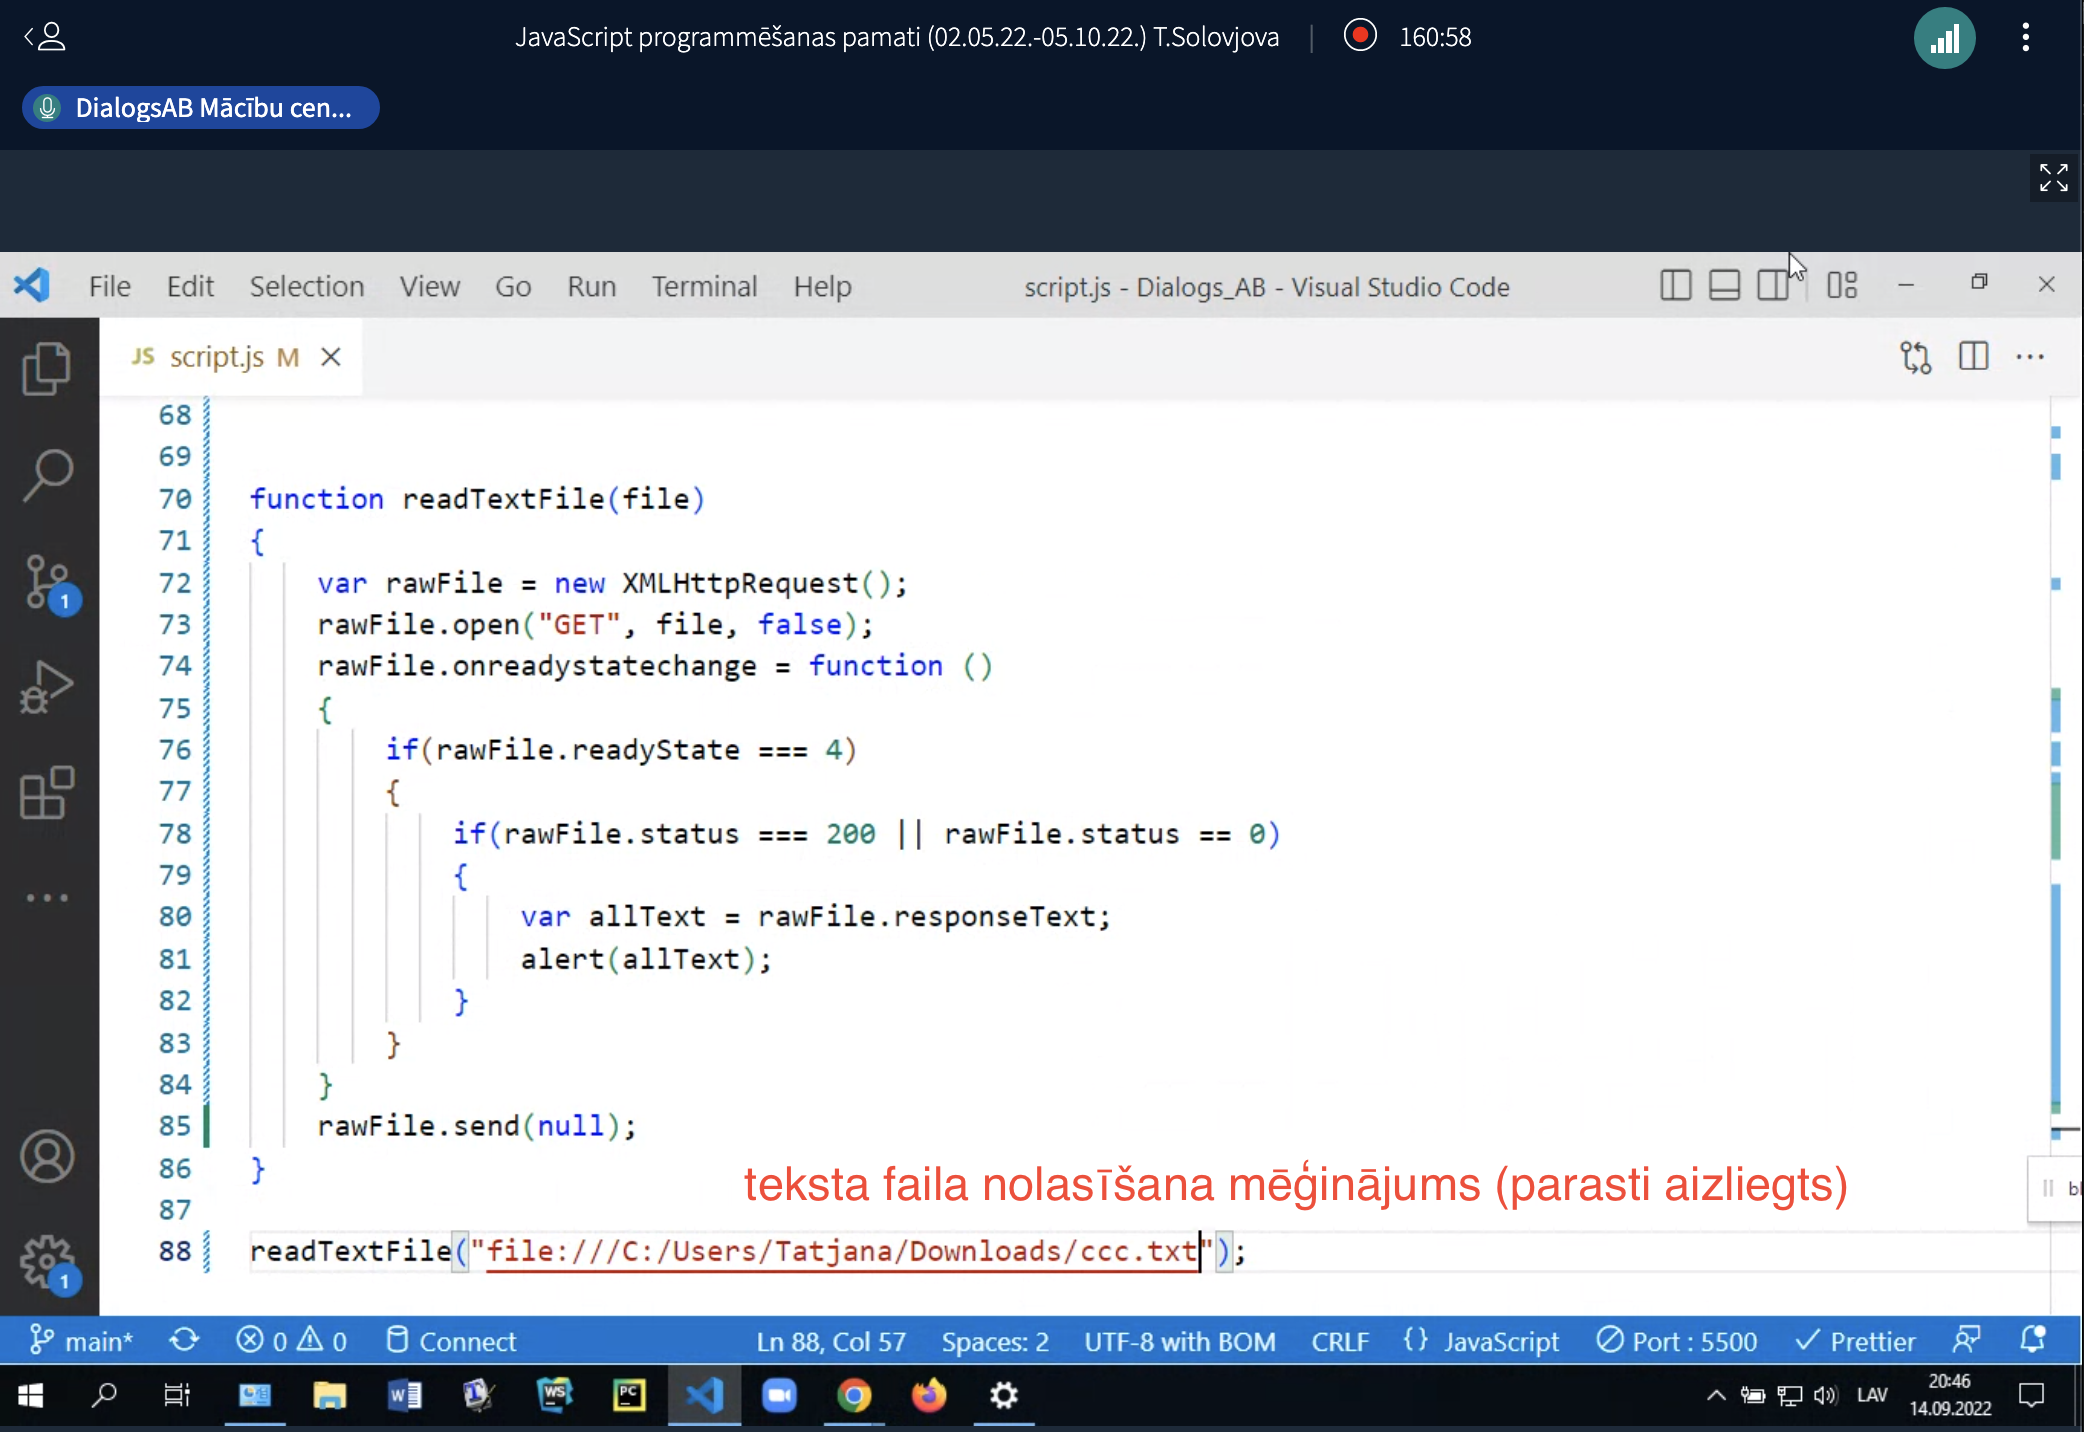 JavaScript programmēšanas pamati (02.05.22.-05.10.22.) T.Solovjova | 160:58
DialogsAB Mācību cen...
File Edit Selection View Go Run Terminal Help script.js - Dialogs_AB - Visual Studio Code
JS script.js M
68
69
70 function readTextFile(file)
71 {
72 var rawFile = new XMLHttpRequest();
73 rawFile.open("GET", file, false);
74 rawFile.onreadystatechange = function ()
75 {
76 if(rawFile.readyState === 4)
77 {
78 if(rawFile.status === 200 || rawFile.status == 0)
79 {
80 var allText = rawFile.responseText;
81 alert(allText);
82 }
83 }
84 }
85 rawFile.send(null);
86 }
teksta faila nolasīšana mēģinājums (parasti aizliegts)
87
88 readTextFile("file:///C:/Users/Tatjana/Downloads/ccc.txt");
1
1
main* 0 0 Connect Ln 88, Col 57 Spaces: 2 UTF-8 with BOM CRLF {} JavaScript Port : 5500 Prettier
W WS PC LAV 20:46
14.09.2022